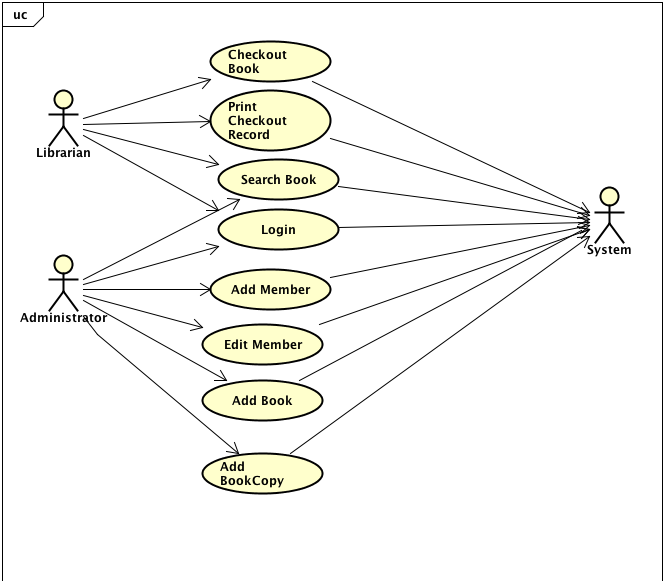 uc
Checkout
Book
Print
Checkout
Record
Librarian
Search Book
Login
System
Add Member
Administrator
Edit Member
Add Book
Add
BookCopy